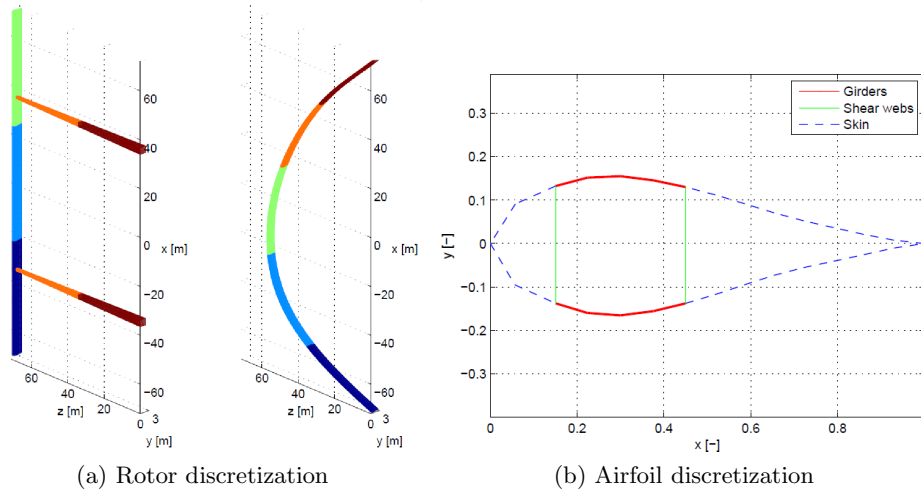 60
40
20
0
−20
−40
−60
x [m]
60
40
20
0
z [m]
3
y [m]
60
40
20
0
−20
−40
−60
x [m]
60
40
20
0
z [m]
3
y [m]
Girders
Shear webs
Skin
0.3
0.2
0.1
0
−0.1
−0.2
−0.3
y [−]
0
0.2
0.4
0.6
0.8
x [−]
(a) Rotor discretization
(b) Airfoil discretization